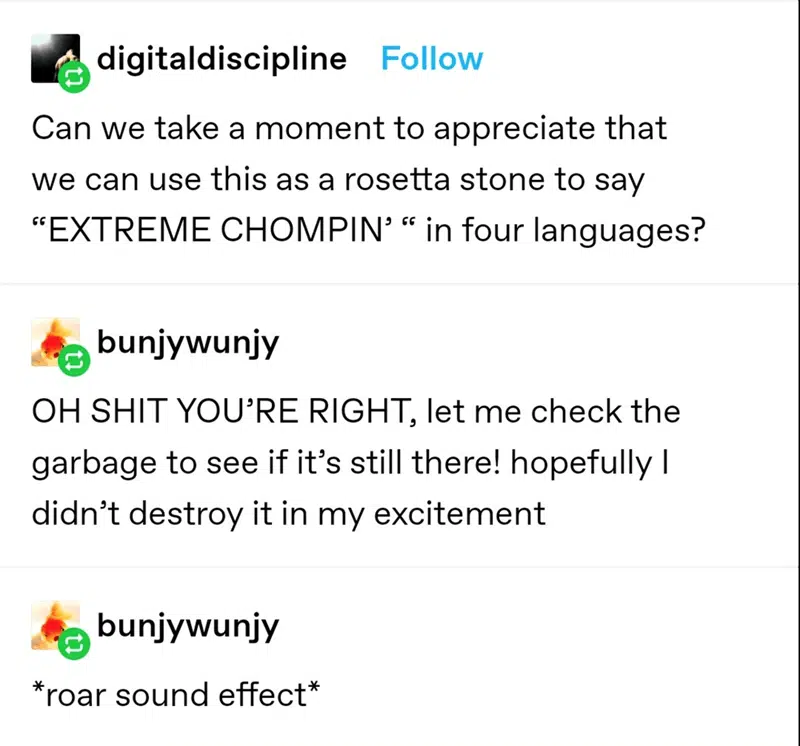 digitaldiscipline Follow
Can we take a moment to appreciate that
we can use this as a rosetta stone to say
“EXTREME CHOMPIN’ “ in four languages?
bunjywunjy
OH SHIT YOU’RE RIGHT, let me check the
garbage to see if it’s still there! hopefully I
didn’t destroy it in my excitement
bunjywunjy
*roar sound effect*